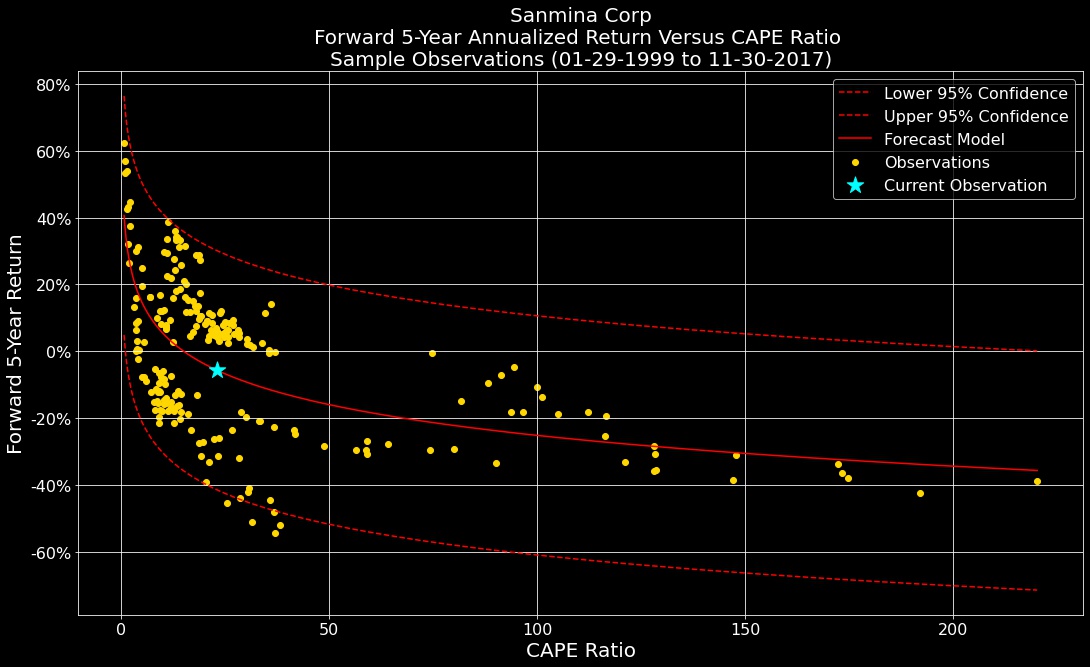 Sanmina Corp
Forward 5-Year Annualized Return Versus CAPE Ratio
Sample Observations (01-29-1999 to 11-30-2017)
Lower 95% Confidence
Upper 95% Confidence
Forecast Model
Observations
Current Observation
Forward 5-Year Return
80%
60%
40%
20%
0%
-20%
-40%
-60%
0 50 100 150 200
CAPE Ratio